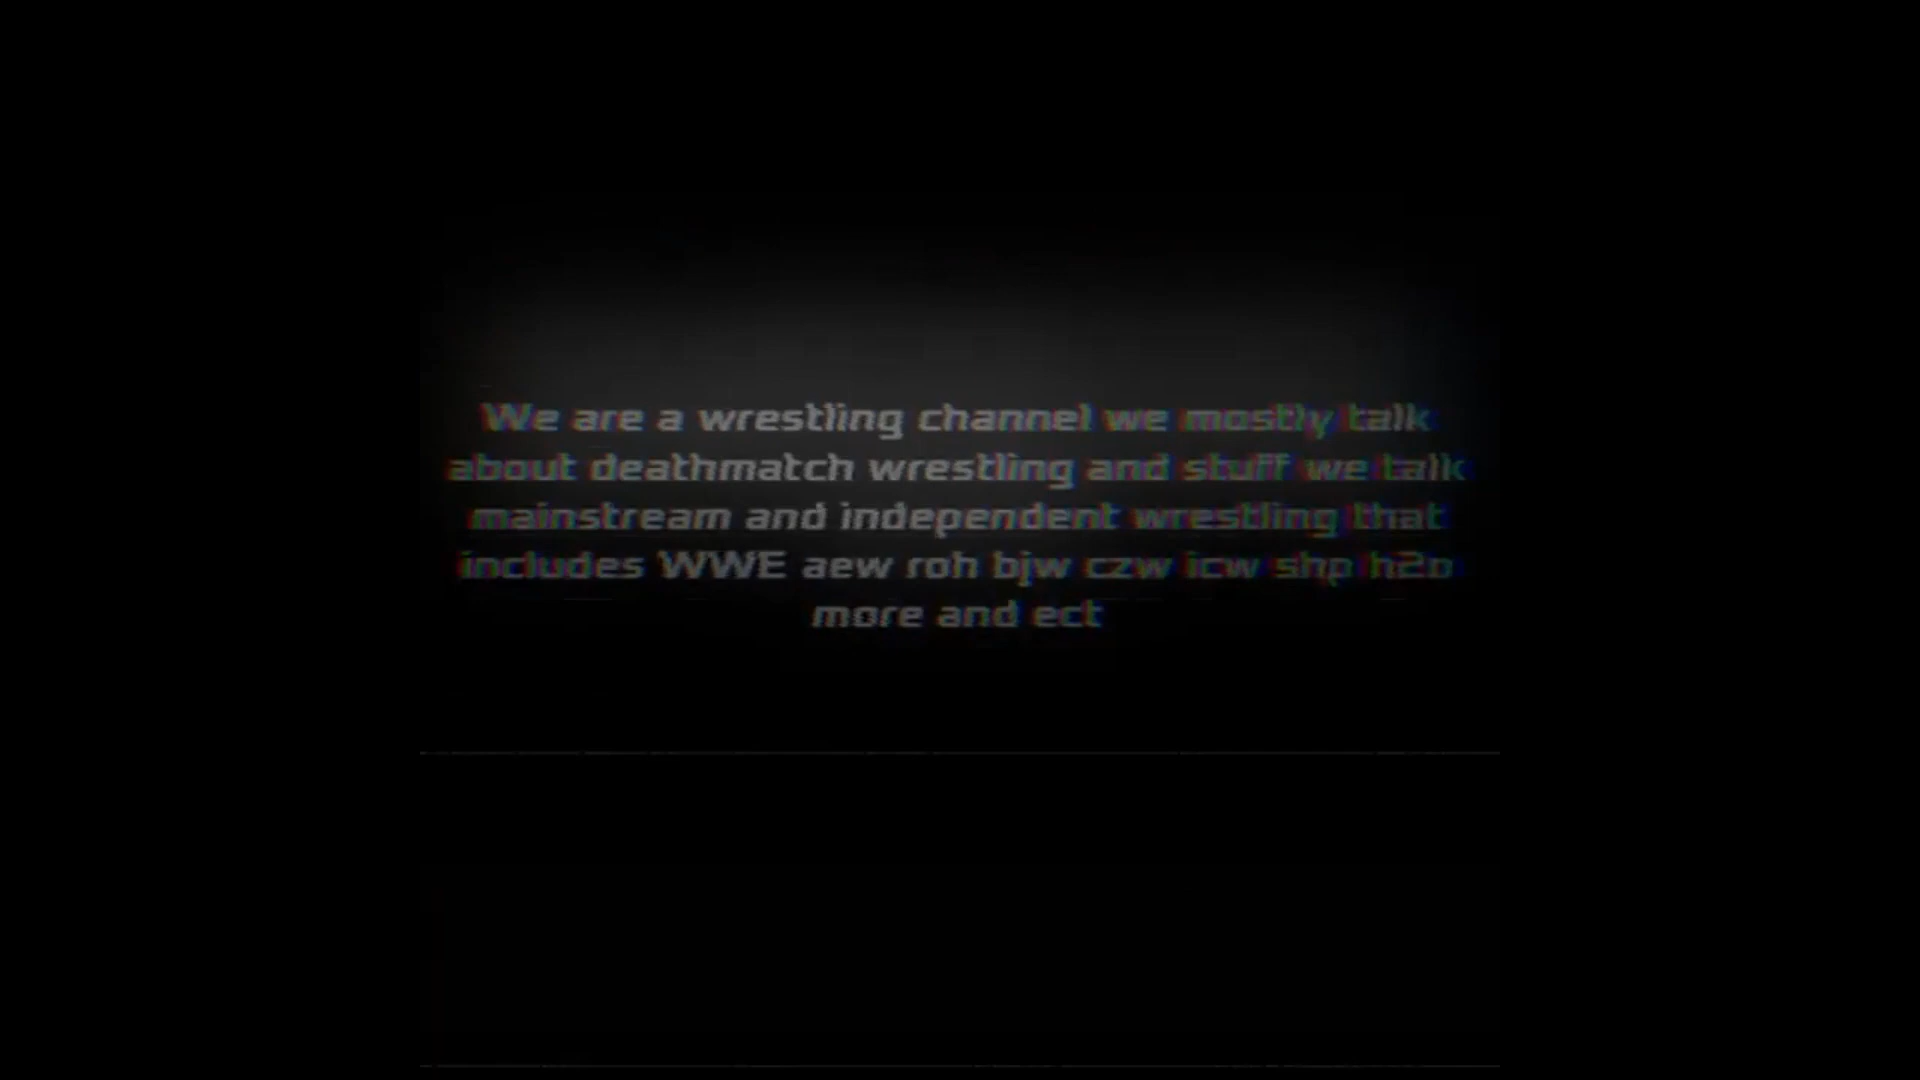 We are a wrestling channel we mostly talk
about deathmatch wrestling and stuff we talk
mainstream and independent wrestling that
includes WWE aew roh bjw czw icw shp h2o
more and ect